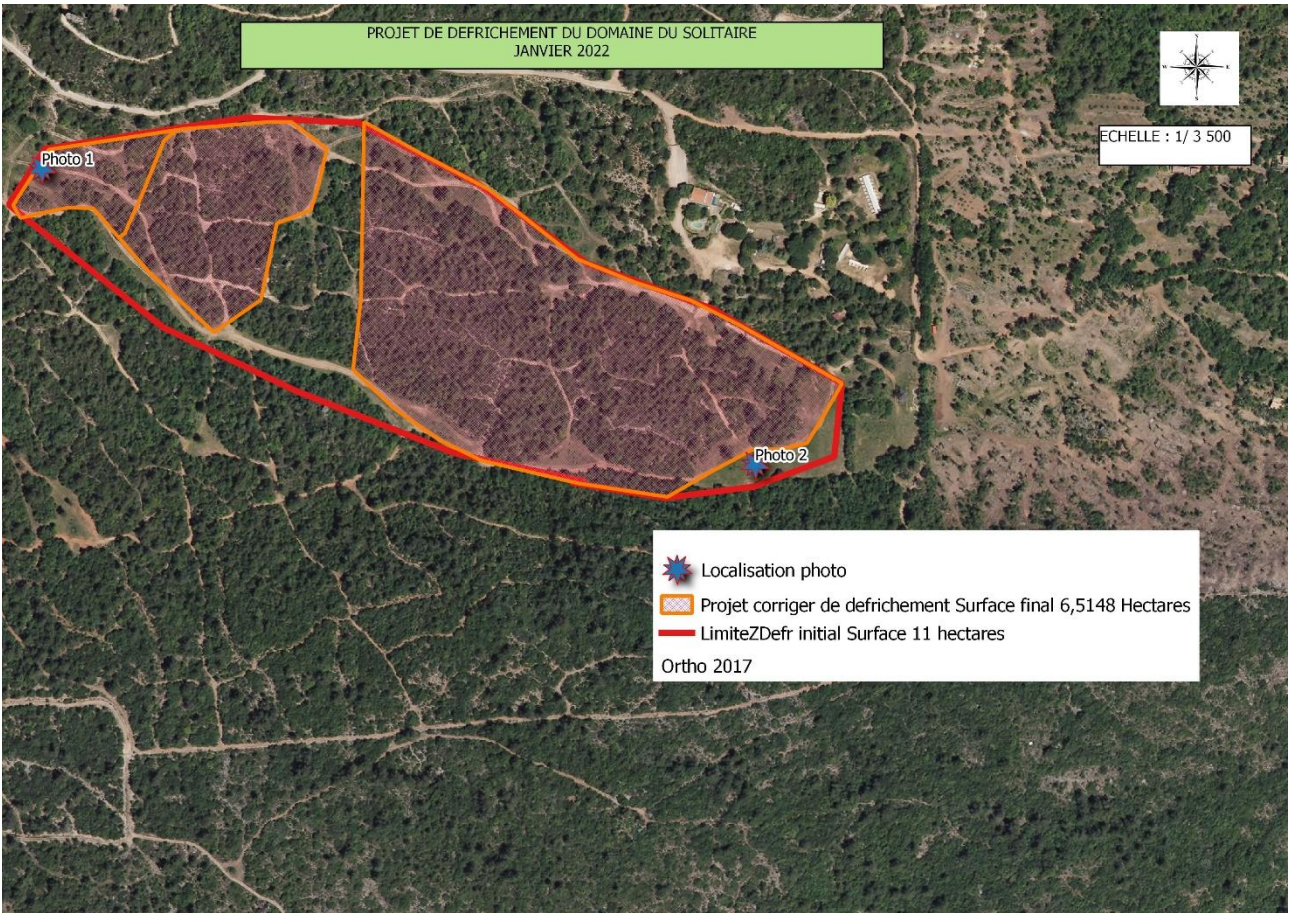 PROJET DE DEFRICHEMENT DU DOMAINE DU SOLITAIRE
JANVIER 2022
N
W
E
S
ECHELLE : 1/ 3 500
Photo 1
Photo 2
Localisation photo
Projet corriger de defrichement Surface final 6,5148 Hectares
LimiteZDefr initial Surface 11 hectares
Ortho 2017